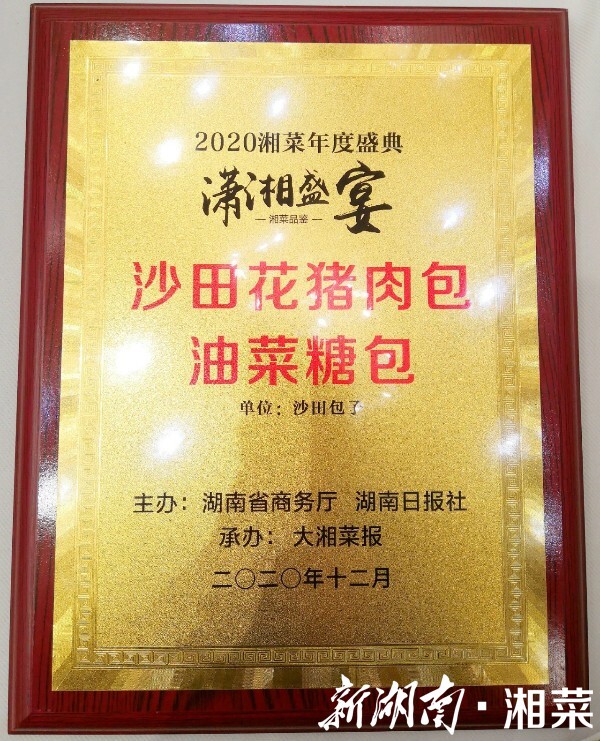 2020湘菜年度盛典
潇湘盛宴
湘菜品鉴
沙田花猪肉包
油菜糖包
单位：沙田包子
主办：湖南省商务厅 湖南日报社
承办：大湘菜报
二〇二〇年十二月
新湖南·湘菜